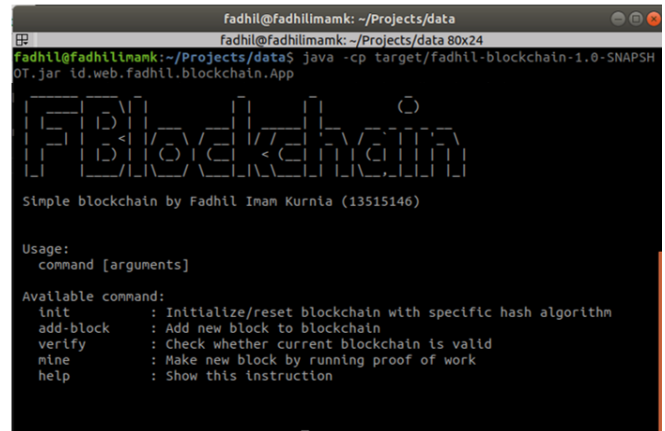 fadhil@fadhilimamk: ~/Projects/data
fadhil@fadhilimamk: ~/Projects/data 80x24
fadhil@fadhilimamk:~/Projects/data$ java -cp target/fadhil-blockchain-1.0-SNAPSH
OT.jar id.web.fadhil.blockchain.App
FBlockchain
Simple blockchain by Fadhil Imam Kurnia (13515146)
Usage:
command [arguments]
Available command:
init : Initialize/reset blockchain with specific hash algorithm
add-block : Add new block to blockchain
verify : Check whether current blockchain is valid
mine : Make new block by running proof of work
help : Show this instruction